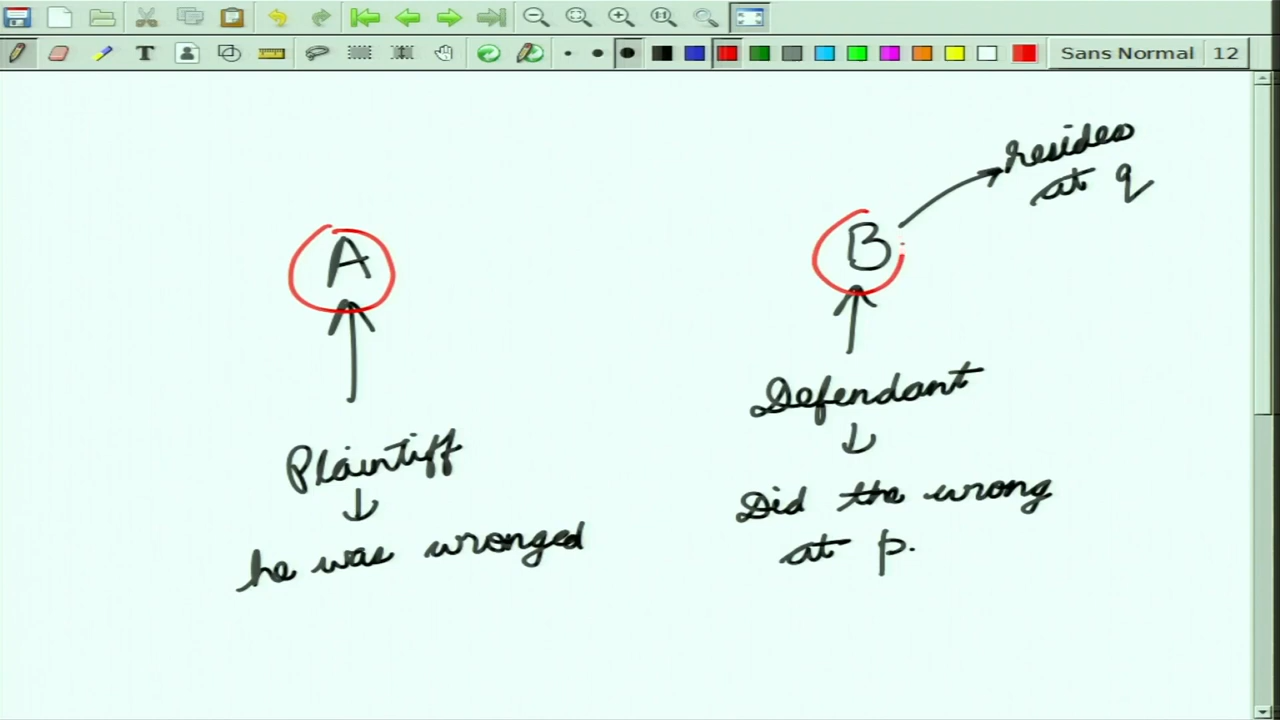 Sans Normal 12
resides
at q
A
B
Defendant
Plaintiff
Did the wrong
he was wronged
at p.